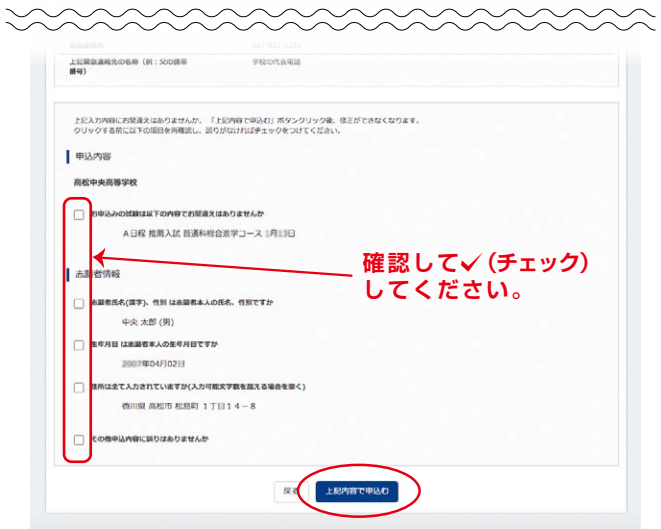 緊急連絡先 087-831-1291
上記緊急連絡先の名称（例：父の携帯 学校の代表電話
番号）
上記入力内容にお間違えはありませんか。「上記内容で申込む」ボタンクリック後、修正ができなくなります。
クリックする前に以下の項目を再確認し、誤りがなければチェックをつけてください。
申込内容
高松中央高等学校
お申込みの試験は以下の内容でお間違えはありませんか
A日程 推薦入試 普通科総合進学コース 1月13日
確認して✓(チェック)
してください。
志願者情報
志願者氏名(漢字)、性別 は志願者本人の氏名、性別ですか
中央 太郎 (男)
生年月日 は志願者本人の生年月日ですか
2007年04月02日
住所は全て入力されていますか(入力可能文字数を超える場合を除く)
香川県 高松市 松島町 1丁目14－8
その他申込内容に誤りはありませんか
戻る 上記内容で申込む